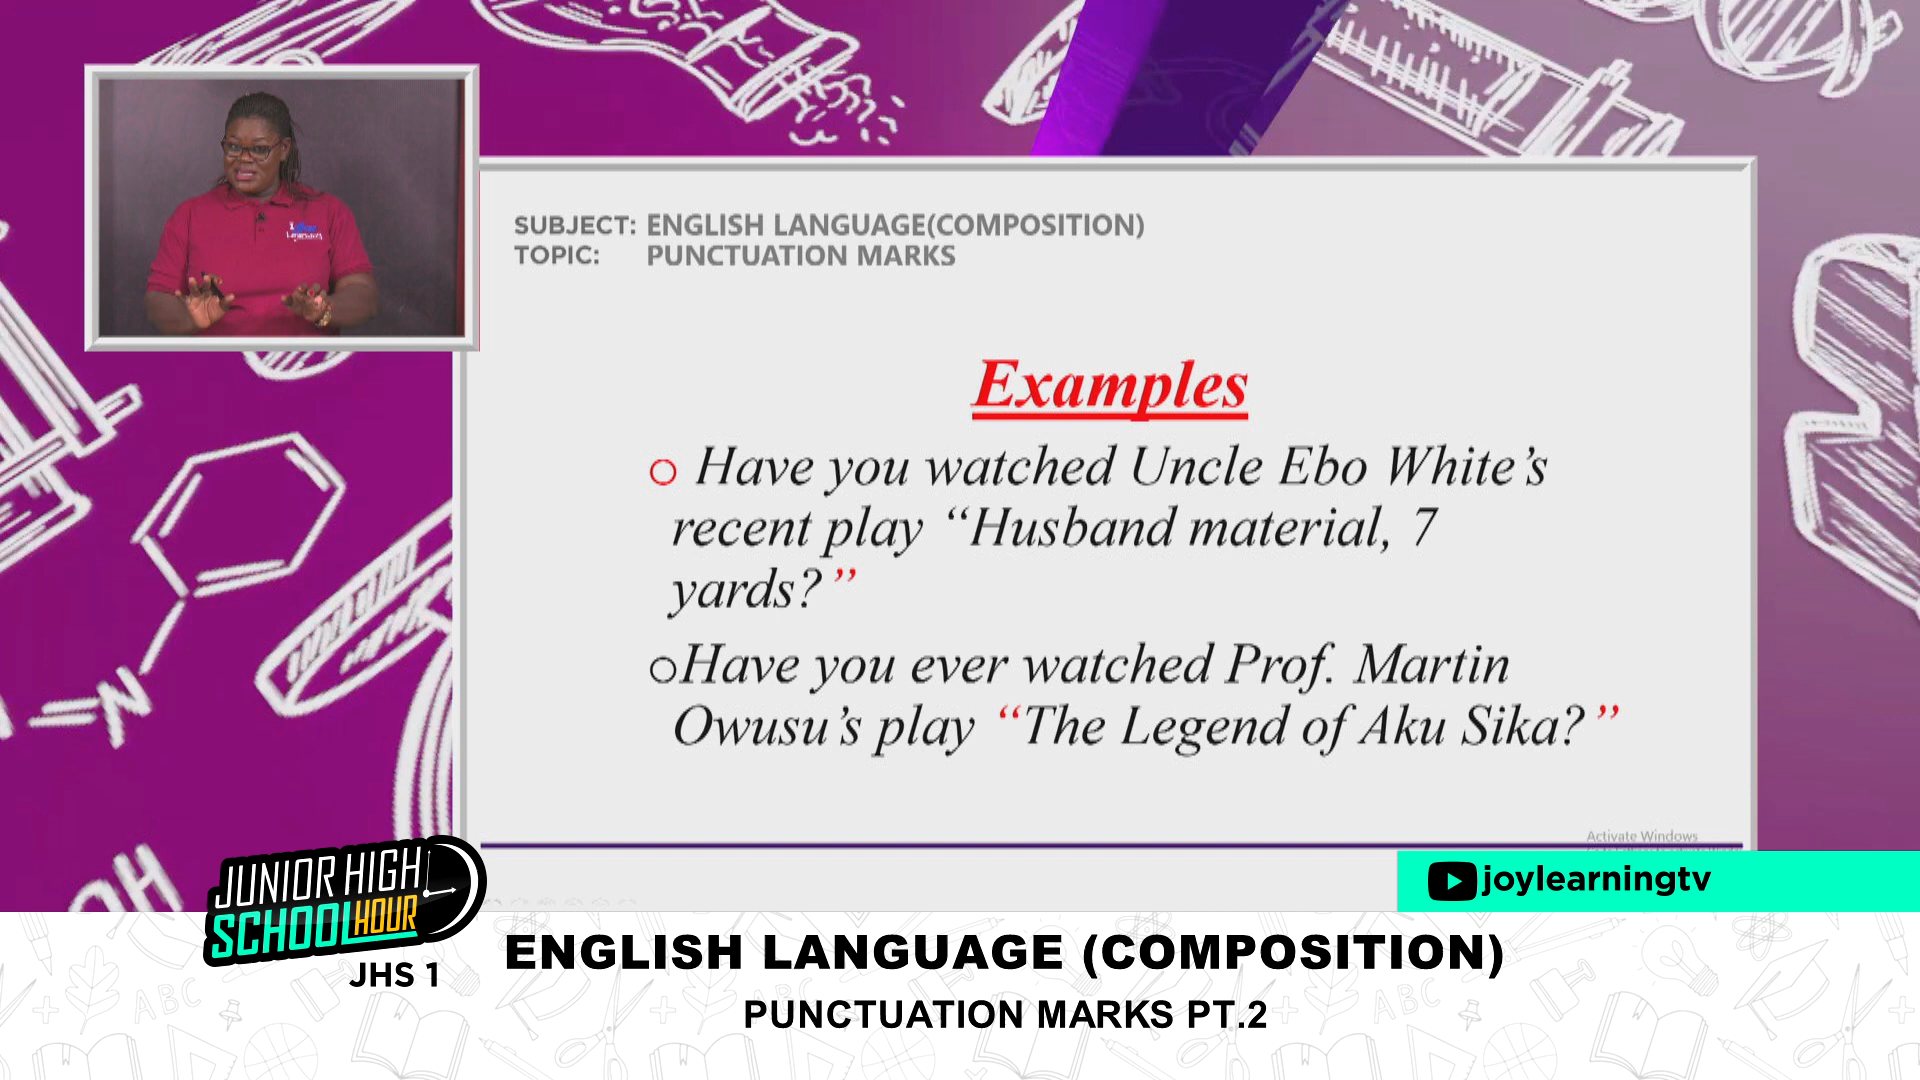 SUBJECT: ENGLISH LANGUAGE(COMPOSITION)
TOPIC: PUNCTUATION MARKS
Examples
Have you watched Uncle Ebo White’s
recent play “Husband material, 7
yards?”
Have you ever watched Prof. Martin
Owusu’s play “The Legend of Aku Sika?”
Activate Windows
joylearningtv
JUNIOR HIGH
SCHOOL HOUR
JHS 1
ENGLISH LANGUAGE (COMPOSITION)
PUNCTUATION MARKS PT.2